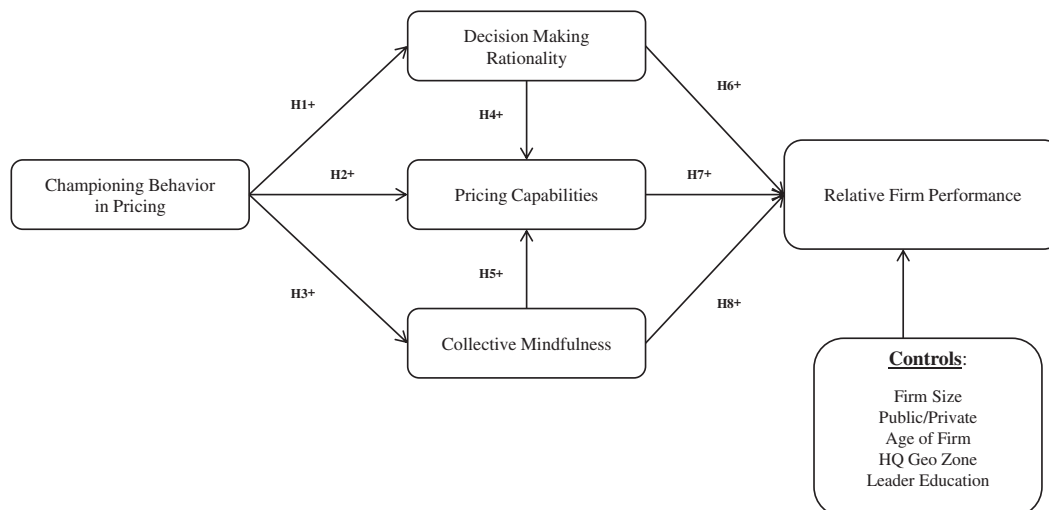 Decision Making
Rationality
H1+
H6+
H4+
Championing Behavior
in Pricing
H2+
Pricing Capabilities
H7+
Relative Firm Performance
H3+
H5+
H8+
Collective Mindfulness
Controls:
Firm Size
Public/Private
Age of Firm
HQ Geo Zone
Leader Education